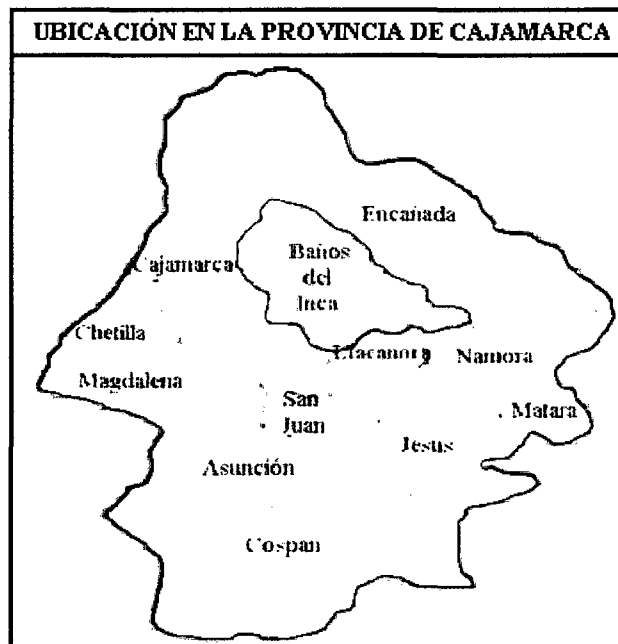 UBICACIÓN EN LA PROVINCIA DE CAJAMARCA
Encañada
Baños
del
Inca
Cajamarca
Chetilla
Llacanora
Namora
Magdalena
San
Juan
Matara
Jesus
Asunción
Cospan